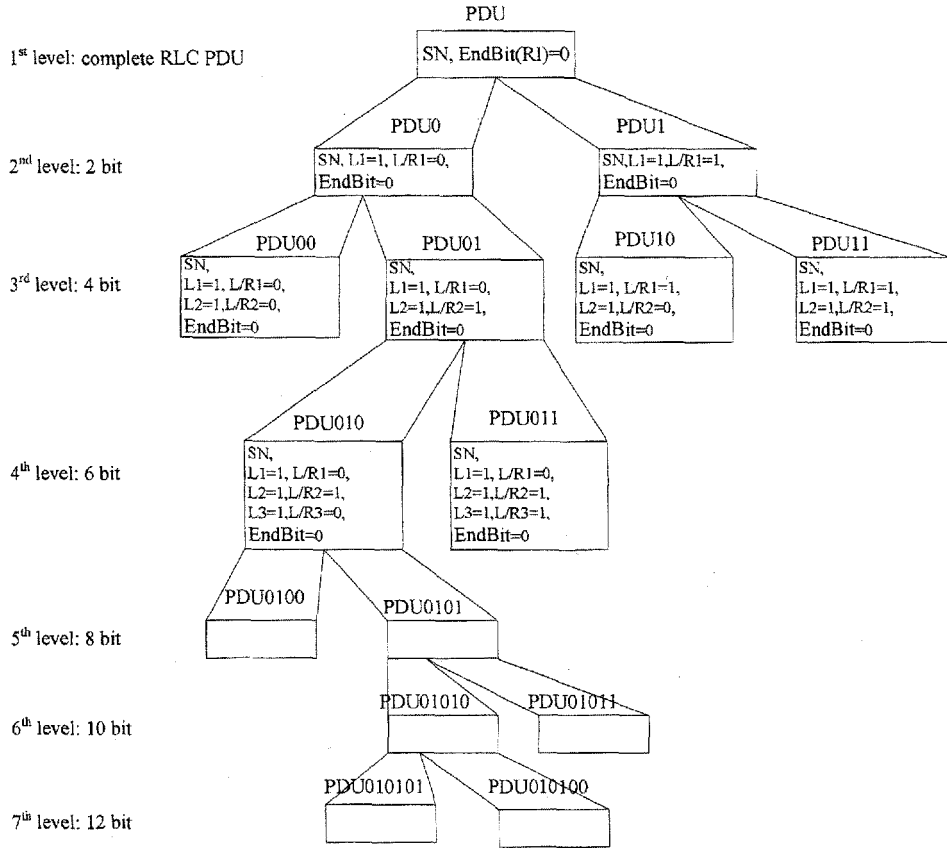 PDU
1st level: complete RLC PDU
SN, EndBit(R1)=0
PDU0
PDU1
2nd level: 2 bit
SN, L1=1, L/R1=0,
EndBit=0
SN,L1=1,L/R1=1,
EndBit=0
PDU00
PDU01
PDU10
PDU11
3rd level: 4 bit
SN,
L1=1, L/R1=0,
L2=1,L/R2=0,
EndBit=0
SN,
L1=1, L/R1=0,
L2=1,L/R2=1,
EndBit=0
SN,
L1=1, L/R1=1,
L2=1,L/R2=0,
EndBit=0
SN,
L1=1, L/R1=1,
L2=1,L/R2=1,
EndBit=0
PDU010
PDU011
4th level: 6 bit
SN,
L1=1, L/R1=0,
L2=1,L/R2=1,
L3=1,L/R3=0,
EndBit=0
SN,
L1=1, L/R1=0,
L2=1,L/R2=1,
L3=1,L/R3=1,
EndBit=0
PDU0100
PDU0101
5th level: 8 bit
PDU01010
PDU01011
6th level: 10 bit
PDU010101
PDU010100
7th level: 12 bit